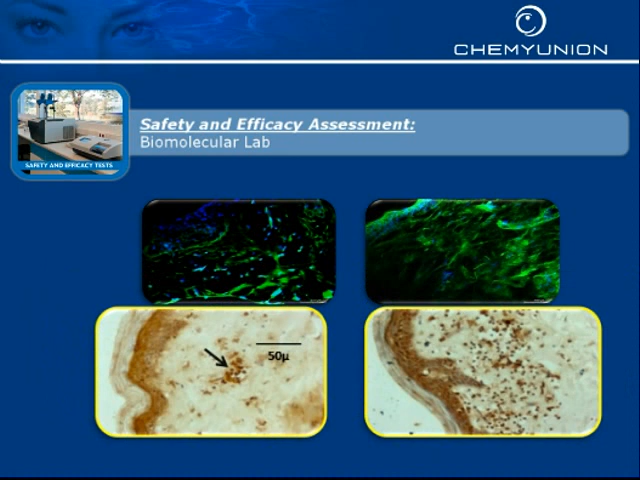 CHEMYUNION
Safety and Efficacy Assessment:
Biomolecular Lab
SAFETY AND EFFICACY TESTS
50µ